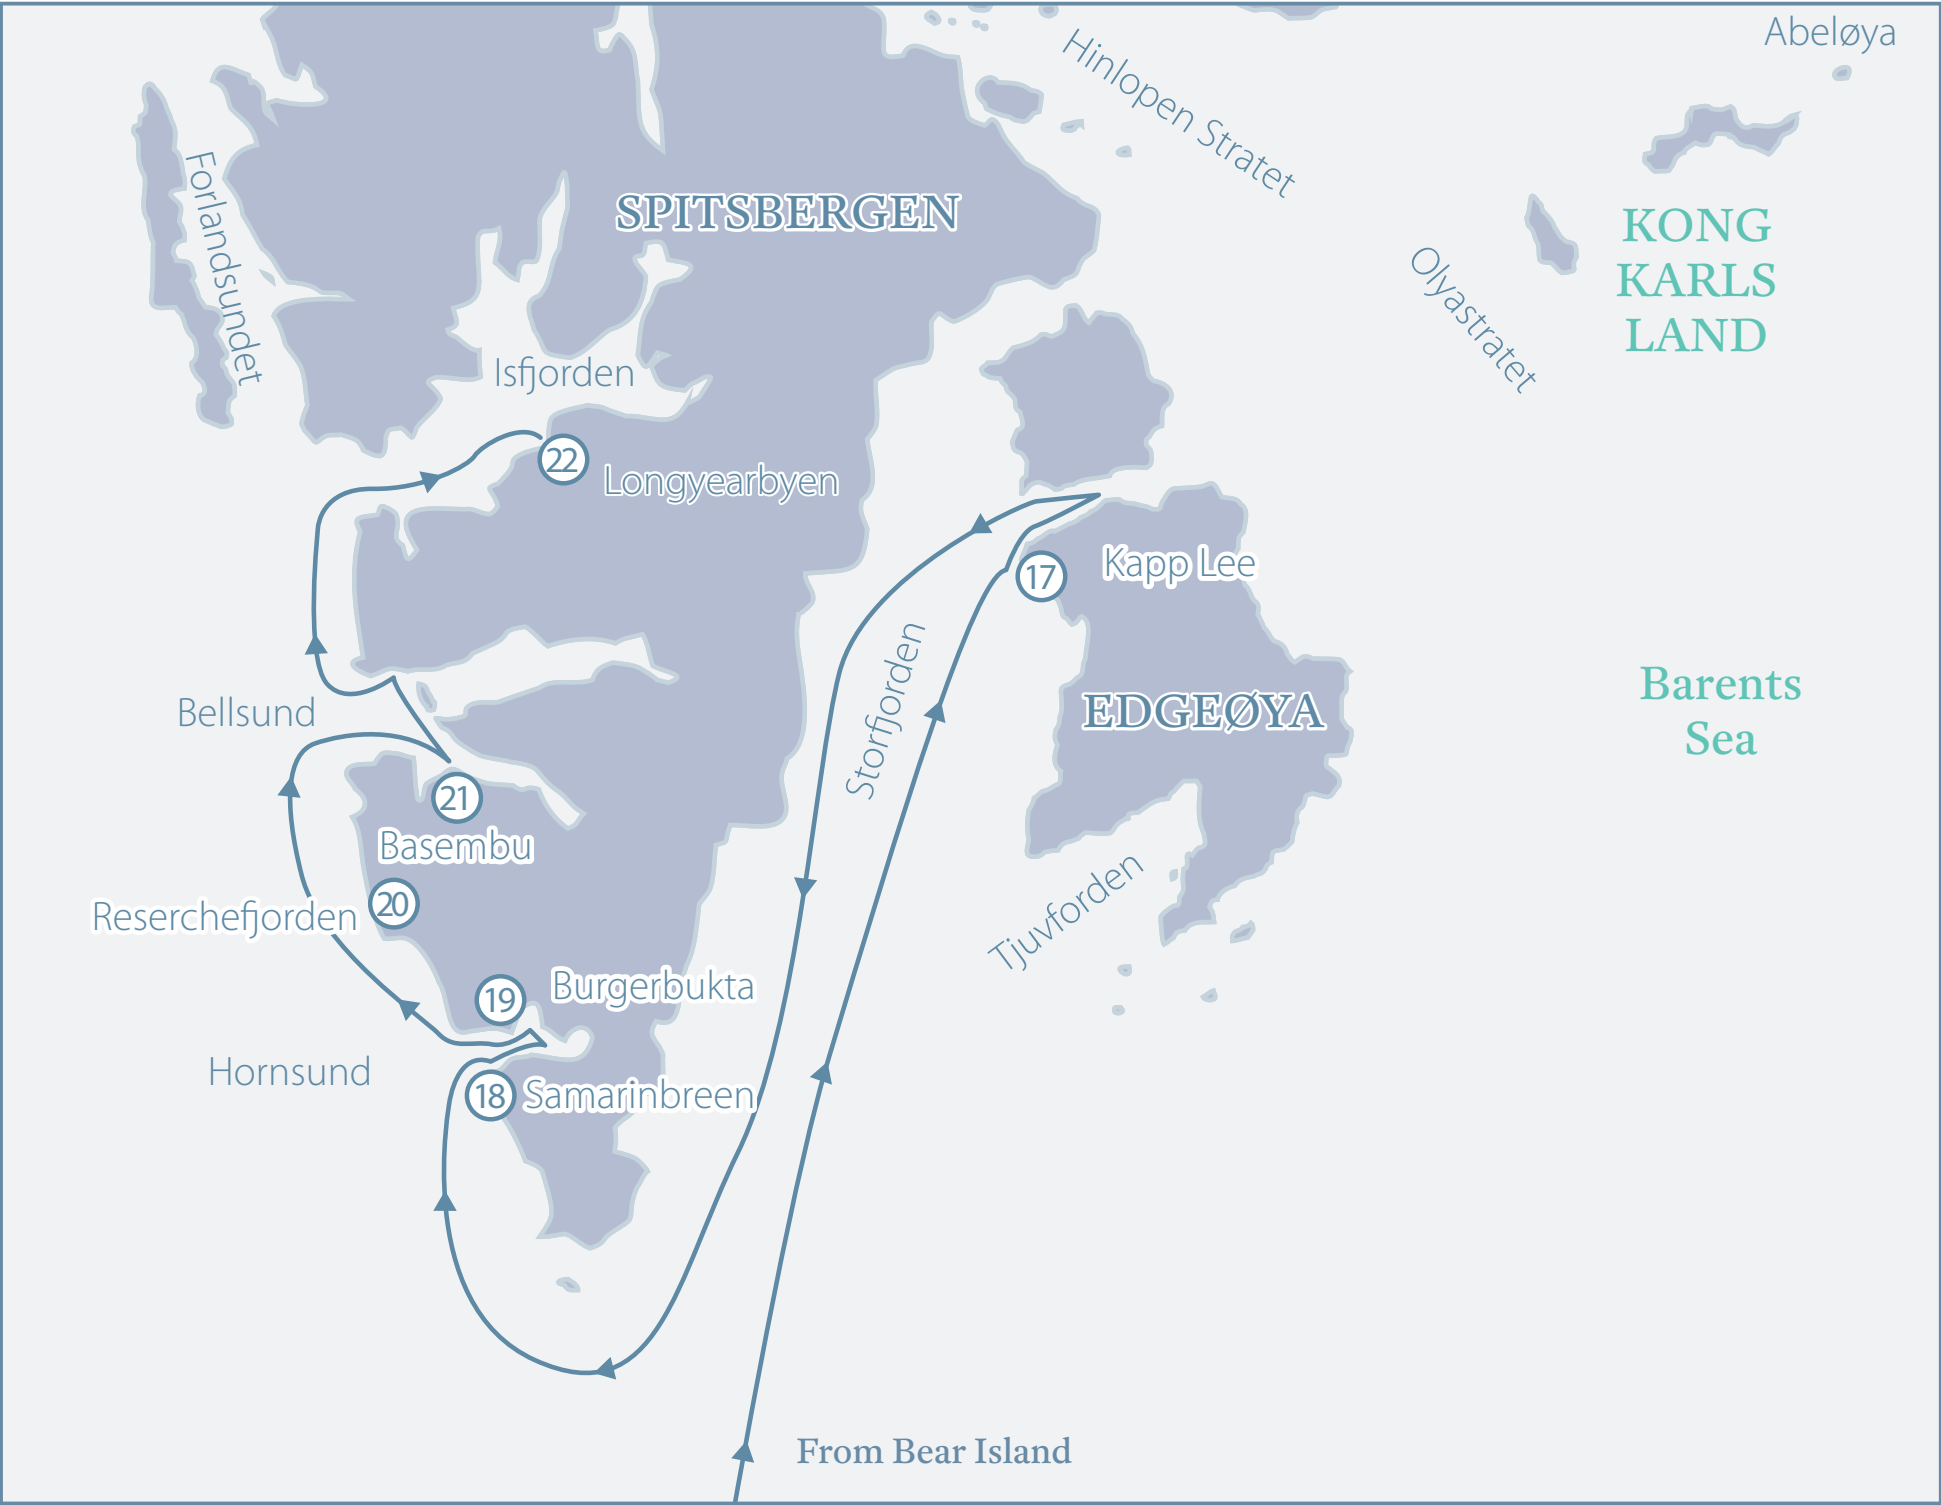 Abeløya
Hinlopen Stratet
Forlandsundet
SPITSBERGEN
KONG
KARLS
LAND
Olyastratet
Isfjorden
22
Longyearbyen
17
Kapp Lee
Storfjorden
Bellsund
EDGEØYA
Barents
Sea
21
Basembu
20
Reserchefjorden
Tjuvforden
19
Burgerbukta
Hornsund
18
Samarinbreen
From Bear Island